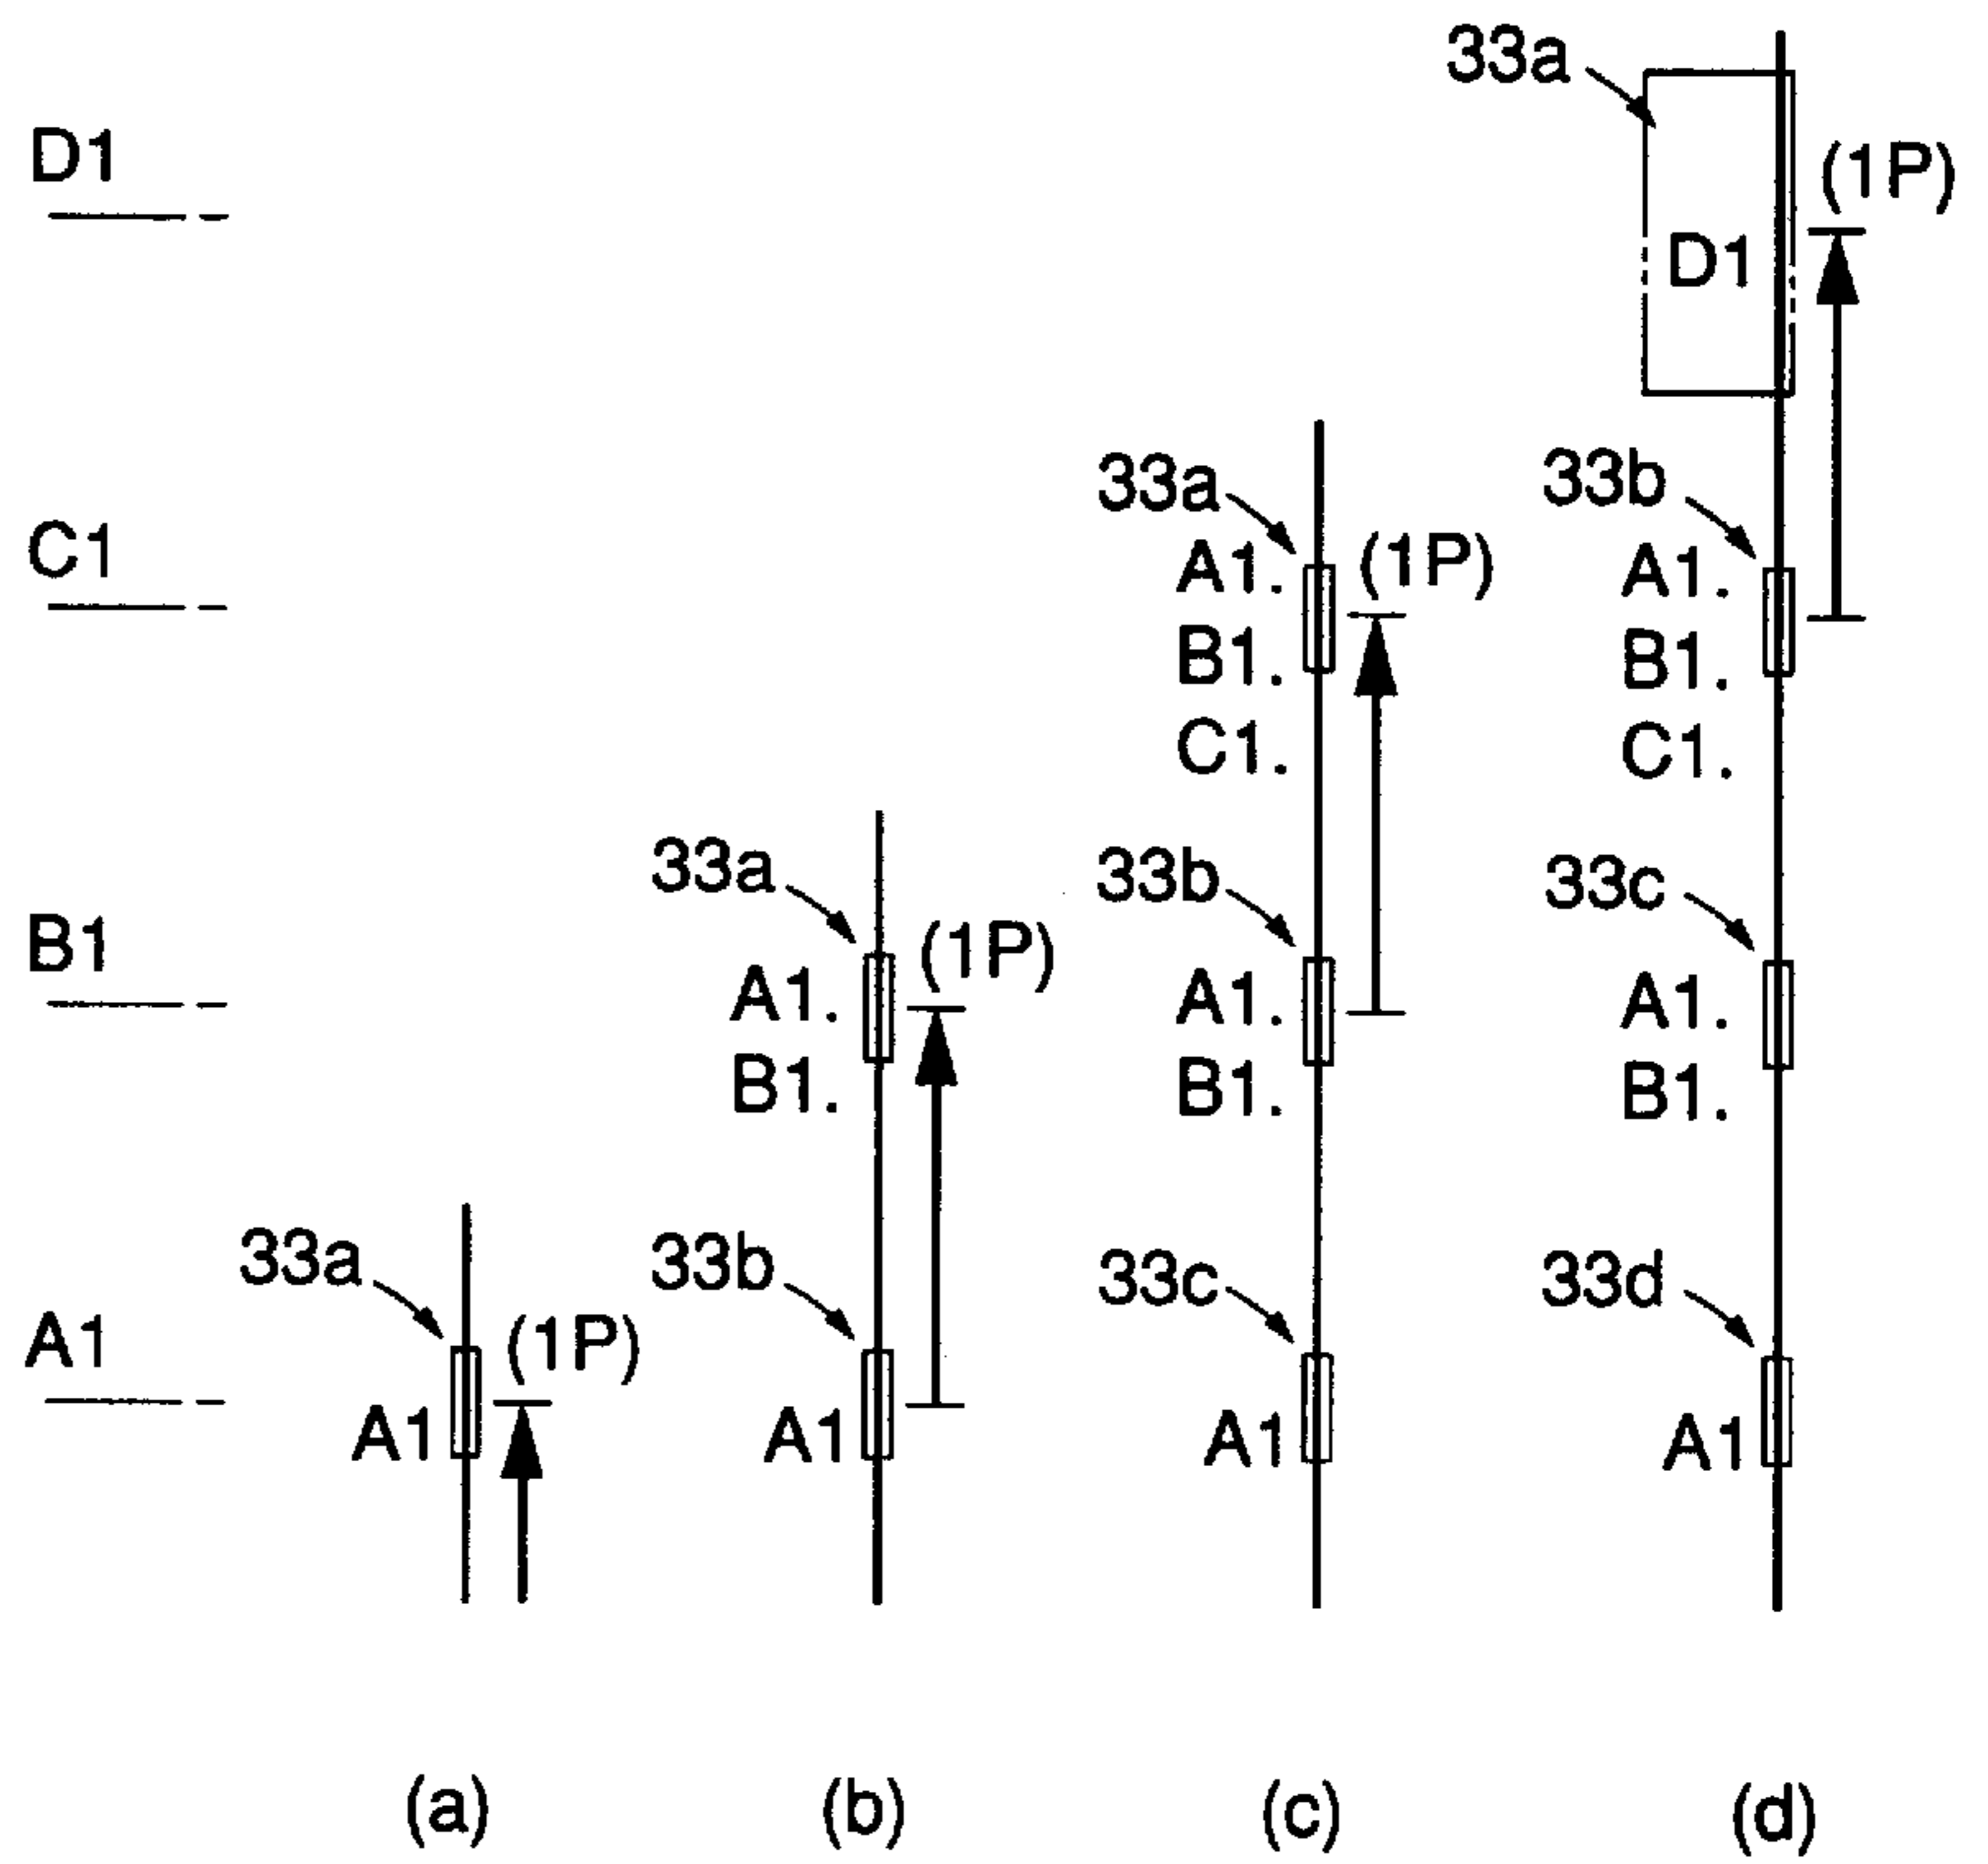 33a
D1
(1P)
D1
33a
33b
C1
A1.
(1P)
A1.
B1.
B1.
C1.
C1.
33a
33b
33c
B1
(1P)
A1.
A1.
A1.
B1.
B1.
B1.
33a
33b
33c
33d
A1
(1P)
A1
A1
A1
A1
(a)
(b)
(c)
(d)